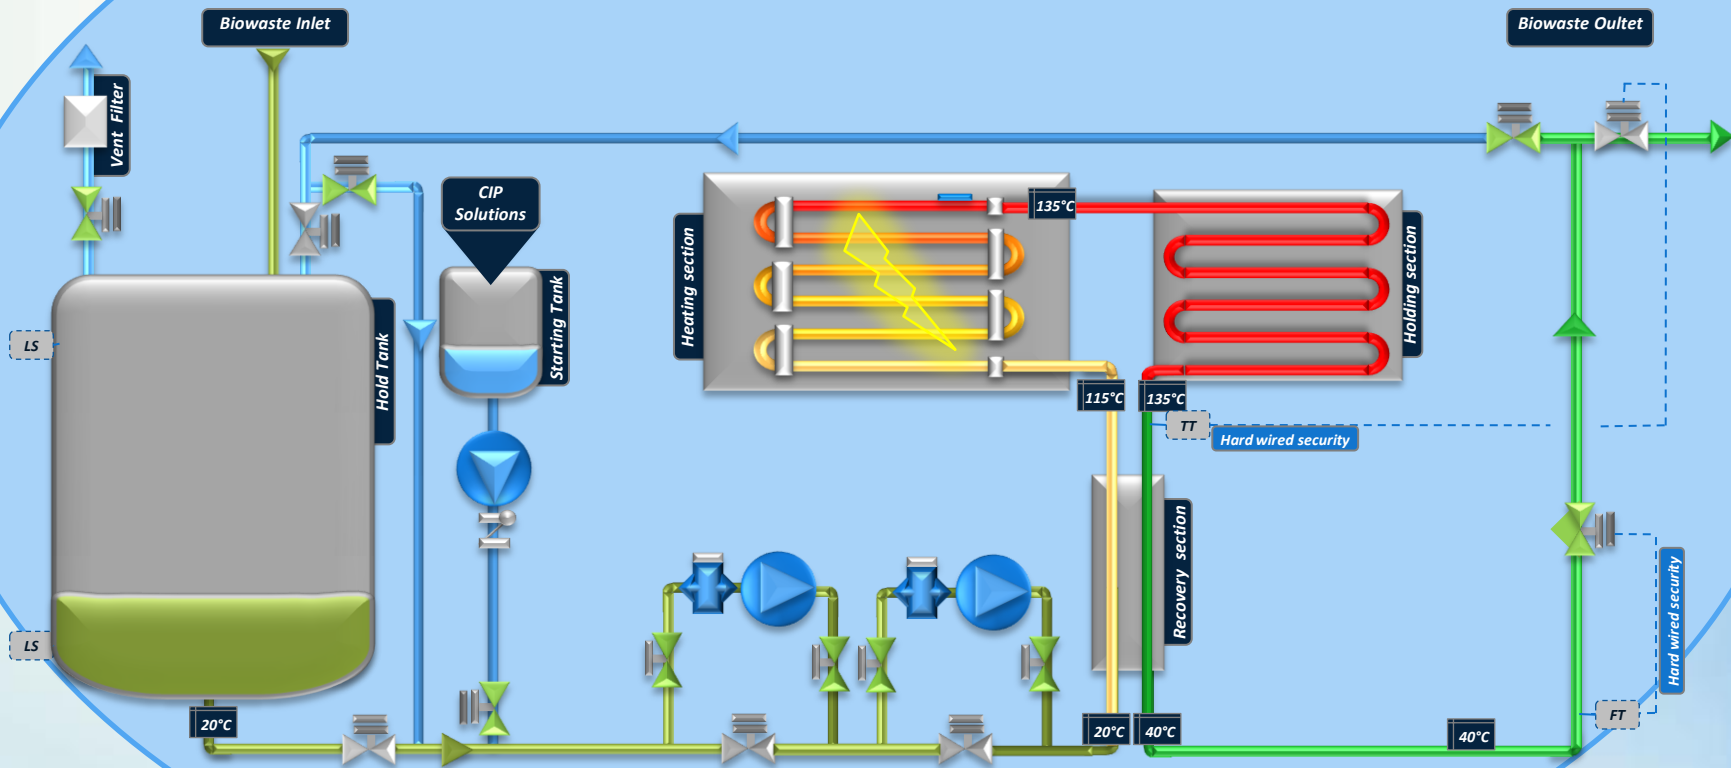 Biowaste Inlet
Biowaste Oultet
Vent Filter
CIP
Solutions
Heating section
135°C
Holding section
LS
Hold Tank
Starting Tank
115°C
135°C
TT
Hard wired security
Recovery section
Hard wired security
LS
20°C
20°C
40°C
40°C
FT